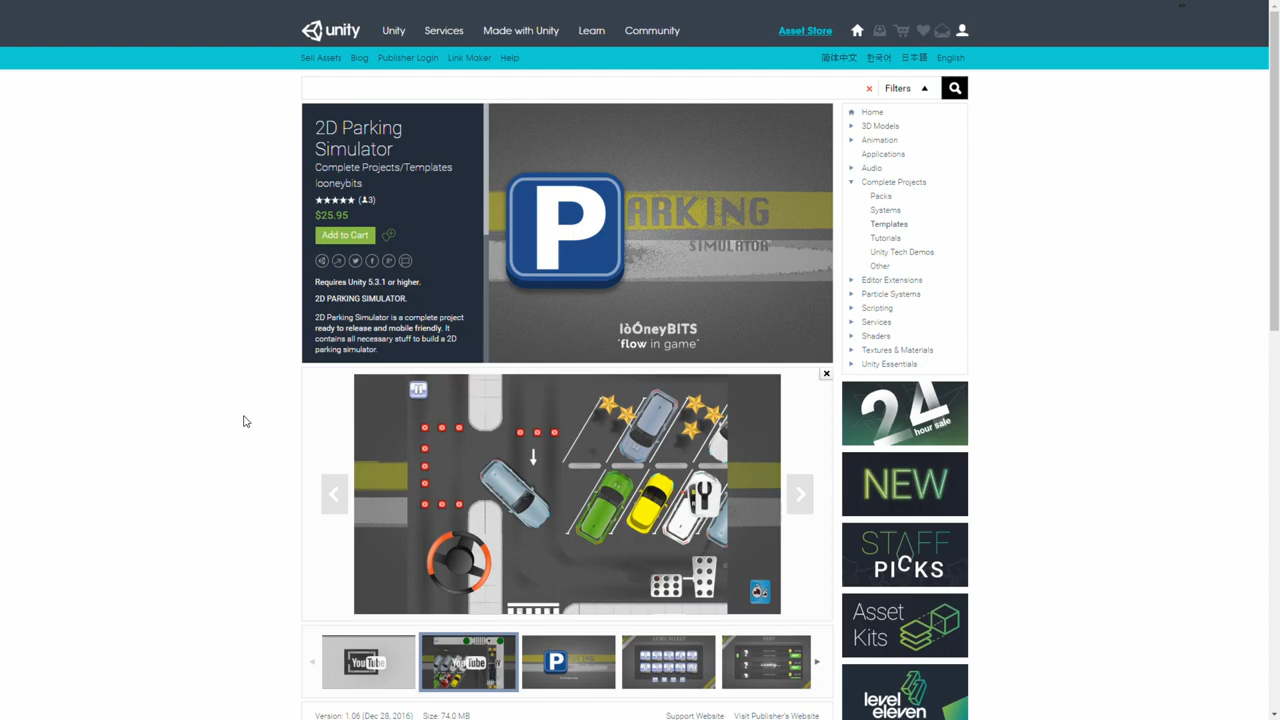 unity
Unity Services Made with Unity Learn Community Asset Store
Sell Assets Blog Publisher Login Link Maker Help 简体中文 한국어 日本語 English
Filters
2D Parking
Simulator
Complete Projects/Templates
looneybits
(3)
$25.95
Add to Cart
Requires Unity 5.3.1 or higher.
2D PARKING SIMULATOR.
2D Parking Simulator is a complete project
ready to release and mobile friendly. It
contains all necessary stuff to build a 2D
parking simulator.
PARKING
SIMULATOR
lòÓneyBITS
"flow in game"
Home
3D Models
Animation
Applications
Audio
Complete Projects
Packs
Systems
Templates
Tutorials
Unity Tech Demos
Other
Editor Extensions
Particle Systems
Scripting
Services
Shaders
Textures & Materials
Unity Essentials
24
hour sale
NEW
STAFF
PICKS
Asset
Kits
level
eleven
YouTube
YouTube
P
LEVEL SELECT
Version: 1.06 (Dec 28, 2016) Size: 74.0 MB Support Website Visit Publisher's Website